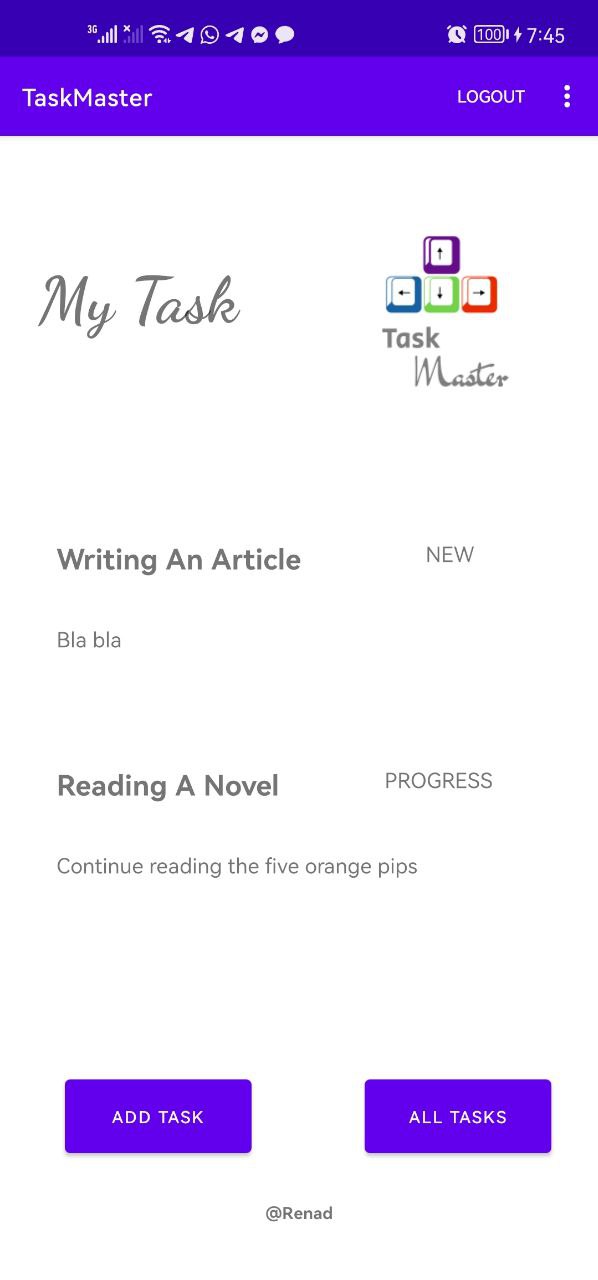 3G 100 7:45
TaskMaster LOGOUT
My Task
Task
Master
Writing An Article NEW
Bla bla
Reading A Novel PROGRESS
Continue reading the five orange pips
ADD TASK ALL TASKS
@Renad